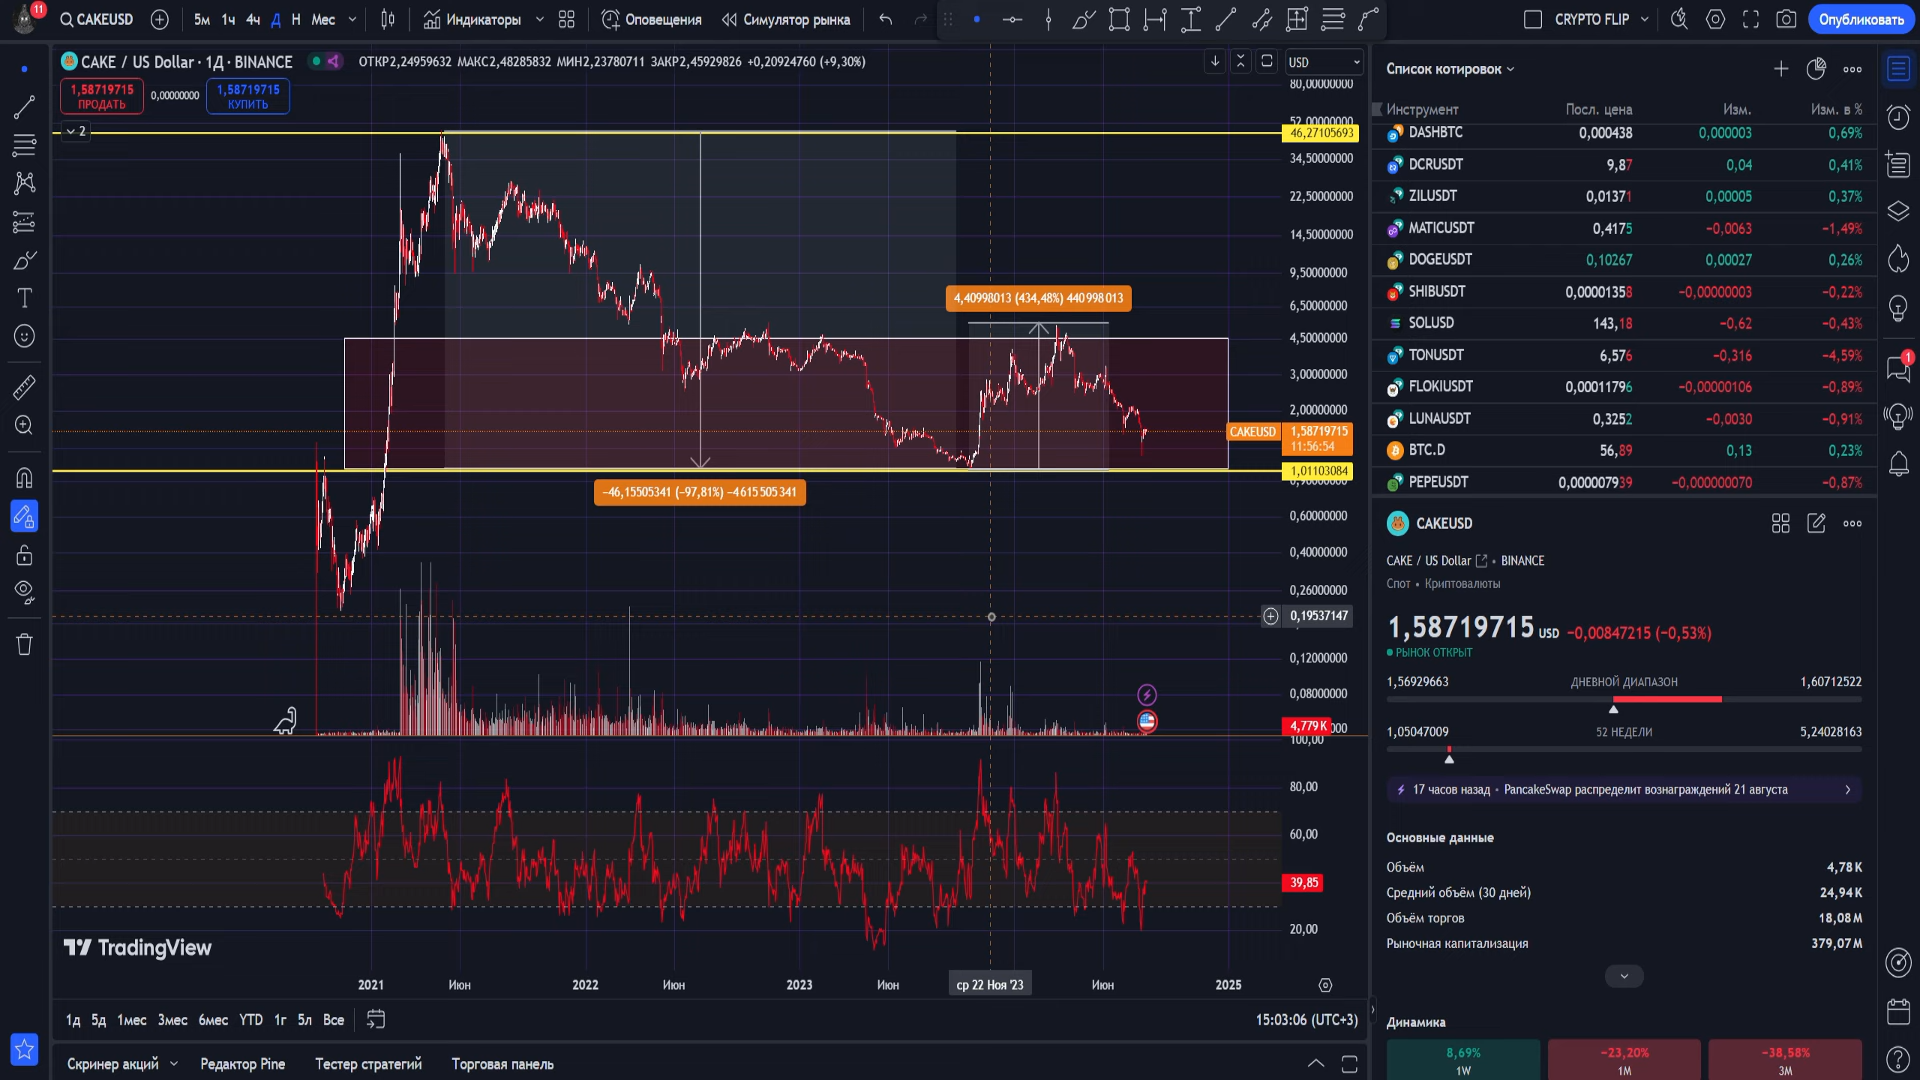 11
CAKEUSD
5м 1ч 4ч Д Н Мес
Индикаторы
Оповещения
Симулятор рынка
CRYPTO FLIP
Опубликовать
CAKE / US Dollar · 1Д · BINANCE
ОТКР2,24959632 МАКС2,48285832 МИН2,23780711 ЗАКР2,45929826 +0,20924760 (+9,30%)
USD
1,58719715
ПРОДАТЬ
0,00000000
1,58719715
КУПИТЬ
2
80,00000000
52,00000000
46,27105693
34,50000000
22,50000000
14,50000000
9,50000000
6,50000000
4,50000000
3,00000000
2,00000000
CAKEUSD
1,58719715
11:56:54
1,01103084
0,90000000
0,60000000
0,40000000
0,26000000
0,19537147
0,12000000
0,08000000
4,779K
100,00
80,00
60,00
39,85
20,00
4,40998013 (434,48%) 440998013
−46,15505341 (−97,81%) −4615505341
TradingView
2021 Июн 2022 Июн 2023 Июн ср 22 Ноя '23 Июн 2025
1д 5д 1мес 3мес 6мес YTD 1г 5л Все
15:03:06 (UTC+3)
Скринер акций Редактор Pine Тестер стратегий Торговая панель
Список котировок
Инструмент Посл. цена Изм. Изм. в %
DASHBTC 0,000438 0,000003 0,69%
DCRUSDT 9,87 0,04 0,41%
ZILUSDT 0,01371 0,00005 0,37%
MATICUSDT 0,4175 −0,0063 −1,49%
DOGEUSDT 0,10267 0,00027 0,26%
SHIBUSDT 0,00001358 −0,00000003 −0,22%
SOLUSD 143,18 −0,62 −0,43%
TONUSDT 6,576 −0,316 −4,59%
FLOKIUSDT 0,00011796 −0,00000106 −0,89%
LUNAUSDT 0,3252 −0,0030 −0,91%
BTC.D 56,89 0,13 0,23%
PEPEUSDT 0,000007939 −0,000000070 −0,87%
CAKEUSD
CAKE / US Dollar • BINANCE
Спот • Криптовалюты
1,58719715 USD −0,00847215 (−0,53%)
РЫНОК ОТКРЫТ
1,56929663 ДНЕВНОЙ ДИАПАЗОН 1,60712522
1,05047009 52 НЕДЕЛИ 5,24028163
17 часов назад • PancakeSwap распределит вознаграждений 21 августа
Основные данные
Объём 4,78K
Средний объём (30 дней) 24,94K
Объём торгов 18,08M
Рыночная капитализация 379,07M
Динамика
8,69% −23,20% −38,58%
1W 1M 3M
1